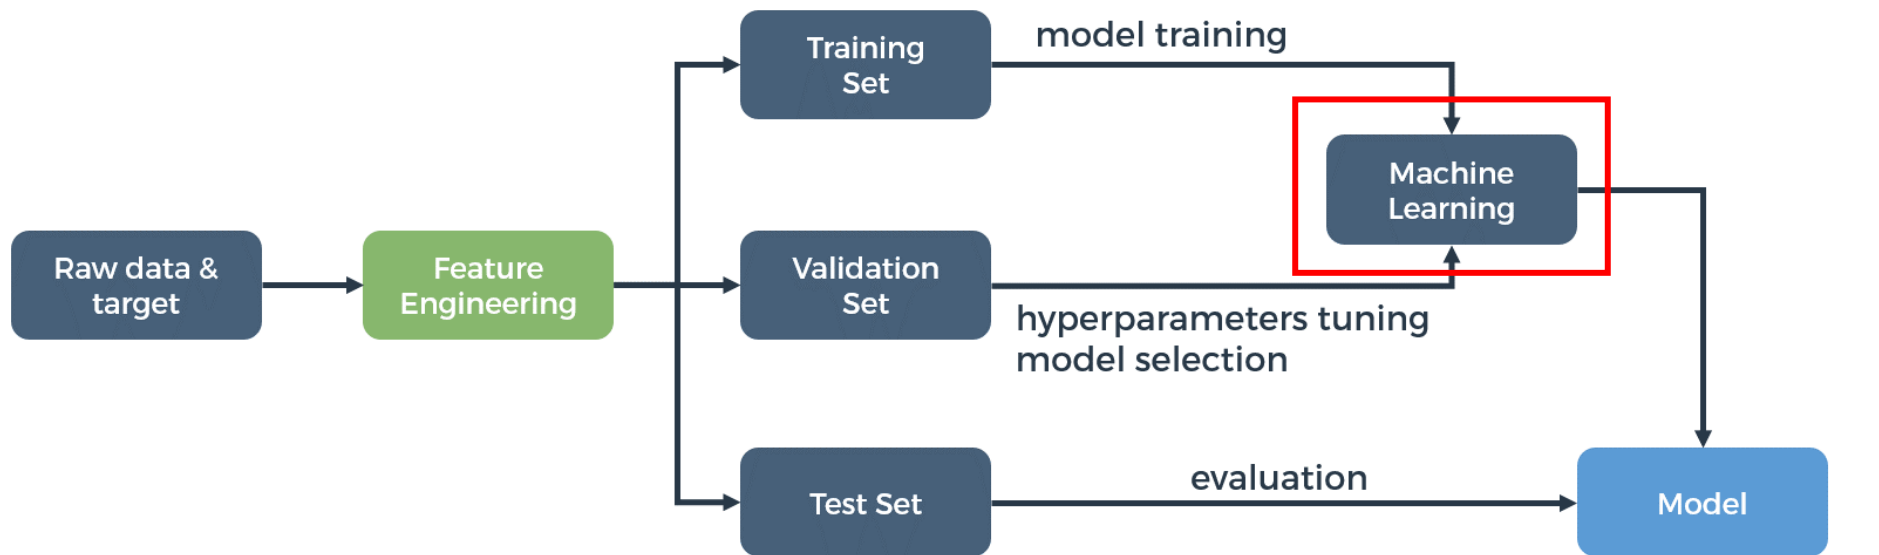 Training
Set
model training
Machine
Learning
Raw data &
target
Feature
Engineering
Validation
Set
hyperparameters tuning
model selection
Test Set
evaluation
Model